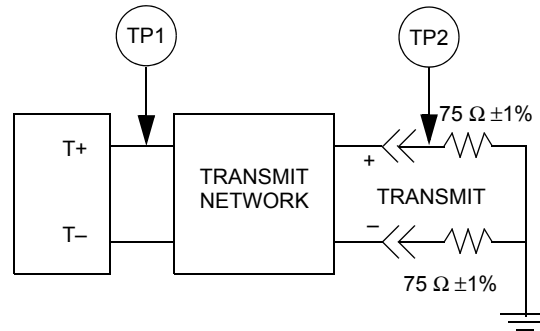 TP1
TP2
75 Ω ±1%
T+
+
TRANSMIT
NETWORK
TRANSMIT
T–
–
75 Ω ±1%